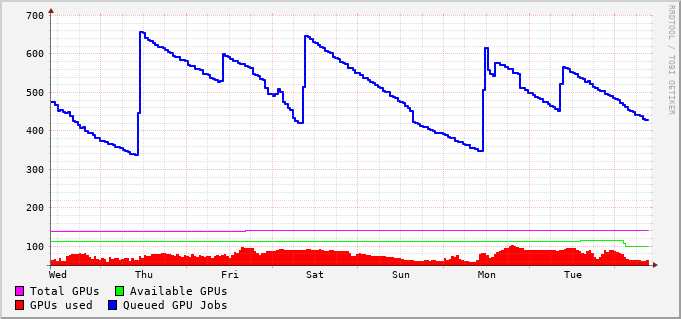 700
600
500
400
300
200
100
Wed Thu Fri Sat Sun Mon Tue
Total GPUs Available GPUs
GPUs used Queued GPU Jobs
RRDTOOL / TOBI OETIKER